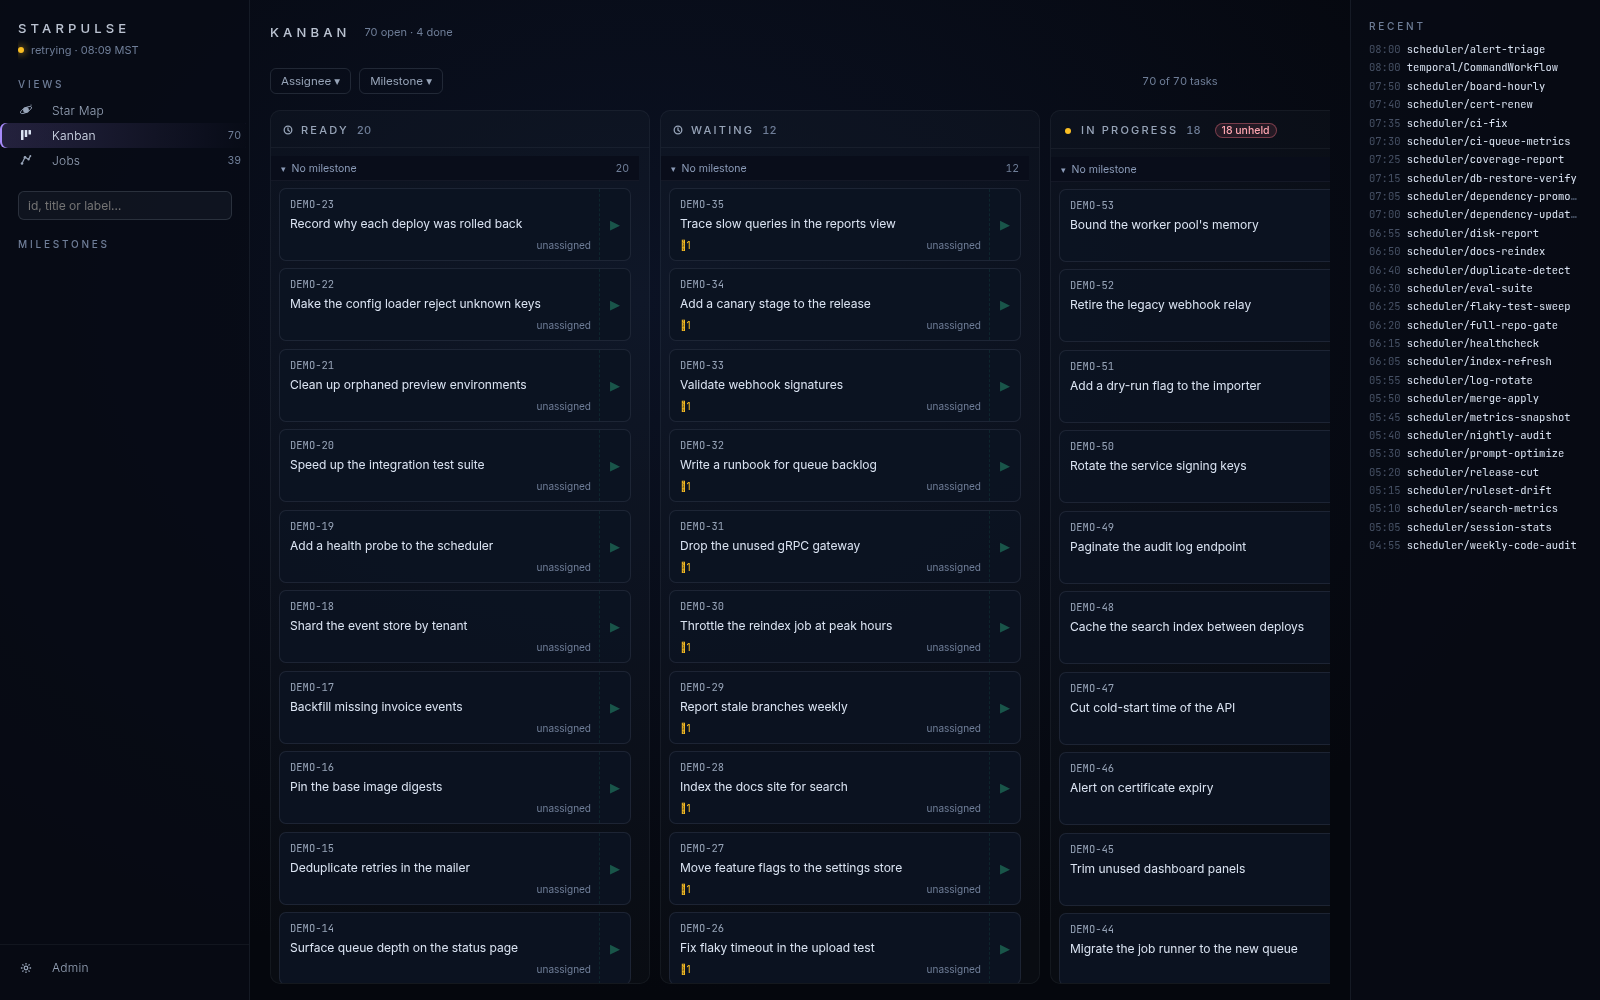 STARPULSE
retrying · 08:09 MST
VIEWS
Star Map
Kanban 70
Jobs 39
id, title or label...
MILESTONES
Admin
KANBAN 70 open · 4 done
Assignee ▾ Milestone ▾ 70 of 70 tasks
READY 20
▾ No milestone 20
DEMO-23
Record why each deploy was rolled back
unassigned
DEMO-22
Make the config loader reject unknown keys
unassigned
DEMO-21
Clean up orphaned preview environments
unassigned
DEMO-20
Speed up the integration test suite
unassigned
DEMO-19
Add a health probe to the scheduler
unassigned
DEMO-18
Shard the event store by tenant
unassigned
DEMO-17
Backfill missing invoice events
unassigned
DEMO-16
Pin the base image digests
unassigned
DEMO-15
Deduplicate retries in the mailer
unassigned
DEMO-14
Surface queue depth on the status page
unassigned
WAITING 12
▾ No milestone 12
DEMO-35
Trace slow queries in the reports view
1 unassigned
DEMO-34
Add a canary stage to the release
1 unassigned
DEMO-33
Validate webhook signatures
1 unassigned
DEMO-32
Write a runbook for queue backlog
1 unassigned
DEMO-31
Drop the unused gRPC gateway
1 unassigned
DEMO-30
Throttle the reindex job at peak hours
1 unassigned
DEMO-29
Report stale branches weekly
1 unassigned
DEMO-28
Index the docs site for search
1 unassigned
DEMO-27
Move feature flags to the settings store
1 unassigned
DEMO-26
Fix flaky timeout in the upload test
1 unassigned
IN PROGRESS 18 18 unheld
▾ No milestone
DEMO-53
Bound the worker pool's memory
DEMO-52
Retire the legacy webhook relay
DEMO-51
Add a dry-run flag to the importer
DEMO-50
Rotate the service signing keys
DEMO-49
Paginate the audit log endpoint
DEMO-48
Cache the search index between deploys
DEMO-47
Cut cold-start time of the API
DEMO-46
Alert on certificate expiry
DEMO-45
Trim unused dashboard panels
DEMO-44
Migrate the job runner to the new queue
RECENT
08:00 scheduler/alert-triage
08:00 temporal/CommandWorkflow
07:50 scheduler/board-hourly
07:40 scheduler/cert-renew
07:35 scheduler/ci-fix
07:30 scheduler/ci-queue-metrics
07:25 scheduler/coverage-report
07:15 scheduler/db-restore-verify
07:05 scheduler/dependency-promo…
07:00 scheduler/dependency-updat…
06:55 scheduler/disk-report
06:50 scheduler/docs-reindex
06:40 scheduler/duplicate-detect
06:30 scheduler/eval-suite
06:25 scheduler/flaky-test-sweep
06:20 scheduler/full-repo-gate
06:15 scheduler/healthcheck
06:05 scheduler/index-refresh
05:55 scheduler/log-rotate
05:50 scheduler/merge-apply
05:45 scheduler/metrics-snapshot
05:40 scheduler/nightly-audit
05:30 scheduler/prompt-optimize
05:20 scheduler/release-cut
05:15 scheduler/ruleset-drift
05:10 scheduler/search-metrics
05:05 scheduler/session-stats
04:55 scheduler/weekly-code-audit